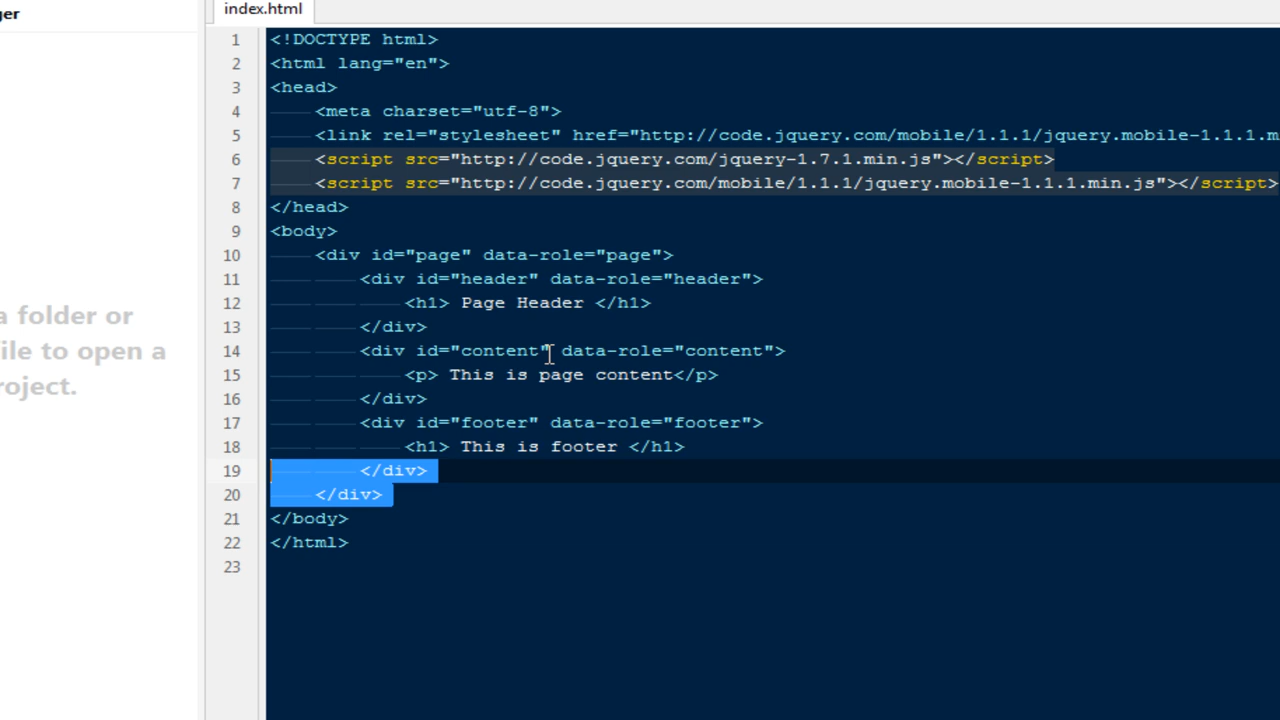 ger
a folder or
ile to open a
roject.
index.html
1 <!DOCTYPE html>
2 <html lang="en">
3 <head>
4 <meta charset="utf-8">
5 <link rel="stylesheet" href="http://code.jquery.com/mobile/1.1.1/jquery.mobile-1.1.1.m
6 <script src="http://code.jquery.com/jquery-1.7.1.min.js"></script>
7 <script src="http://code.jquery.com/mobile/1.1.1/jquery.mobile-1.1.1.min.js"></script>
8 </head>
9 <body>
10 <div id="page" data-role="page">
11 <div id="header" data-role="header">
12 <h1> Page Header </h1>
13 </div>
14 <div id="content" data-role="content">
15 <p> This is page content</p>
16 </div>
17 <div id="footer" data-role="footer">
18 <h1> This is footer </h1>
19 </div>
20 </div>
21 </body>
22 </html>
23